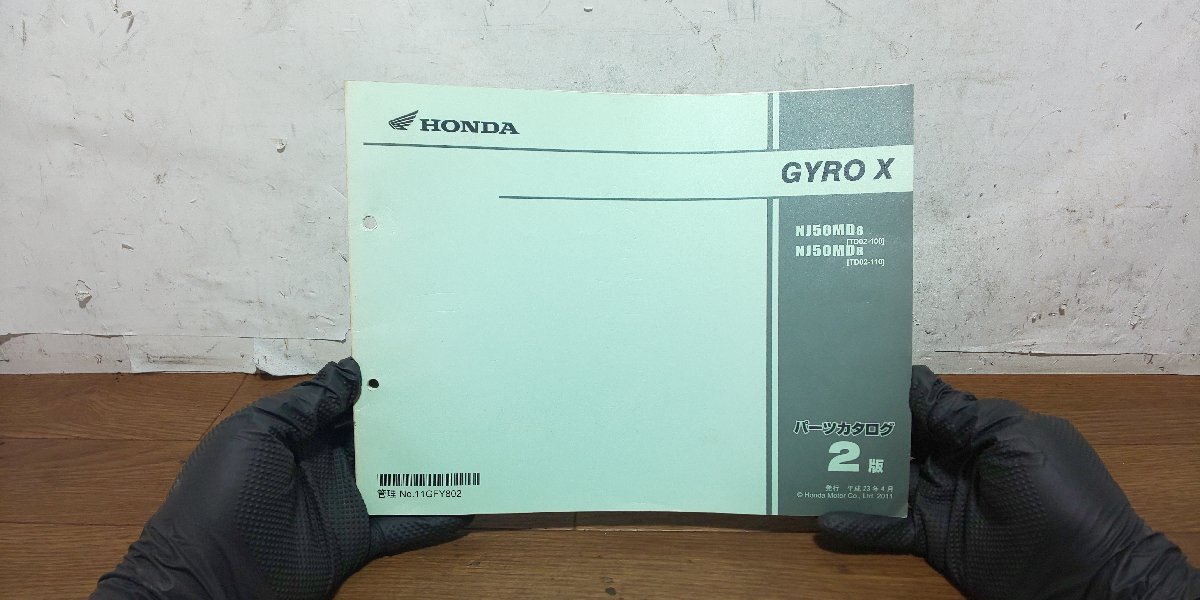 HONDA
GYRO X
NJ50MD8
[TD02-100]
NJ50MDB
[TD02-110]
パーツカタログ
2 版
発行 平成23年4月
© Honda Motor Co., Ltd. 2011
管理 No.11GFY802